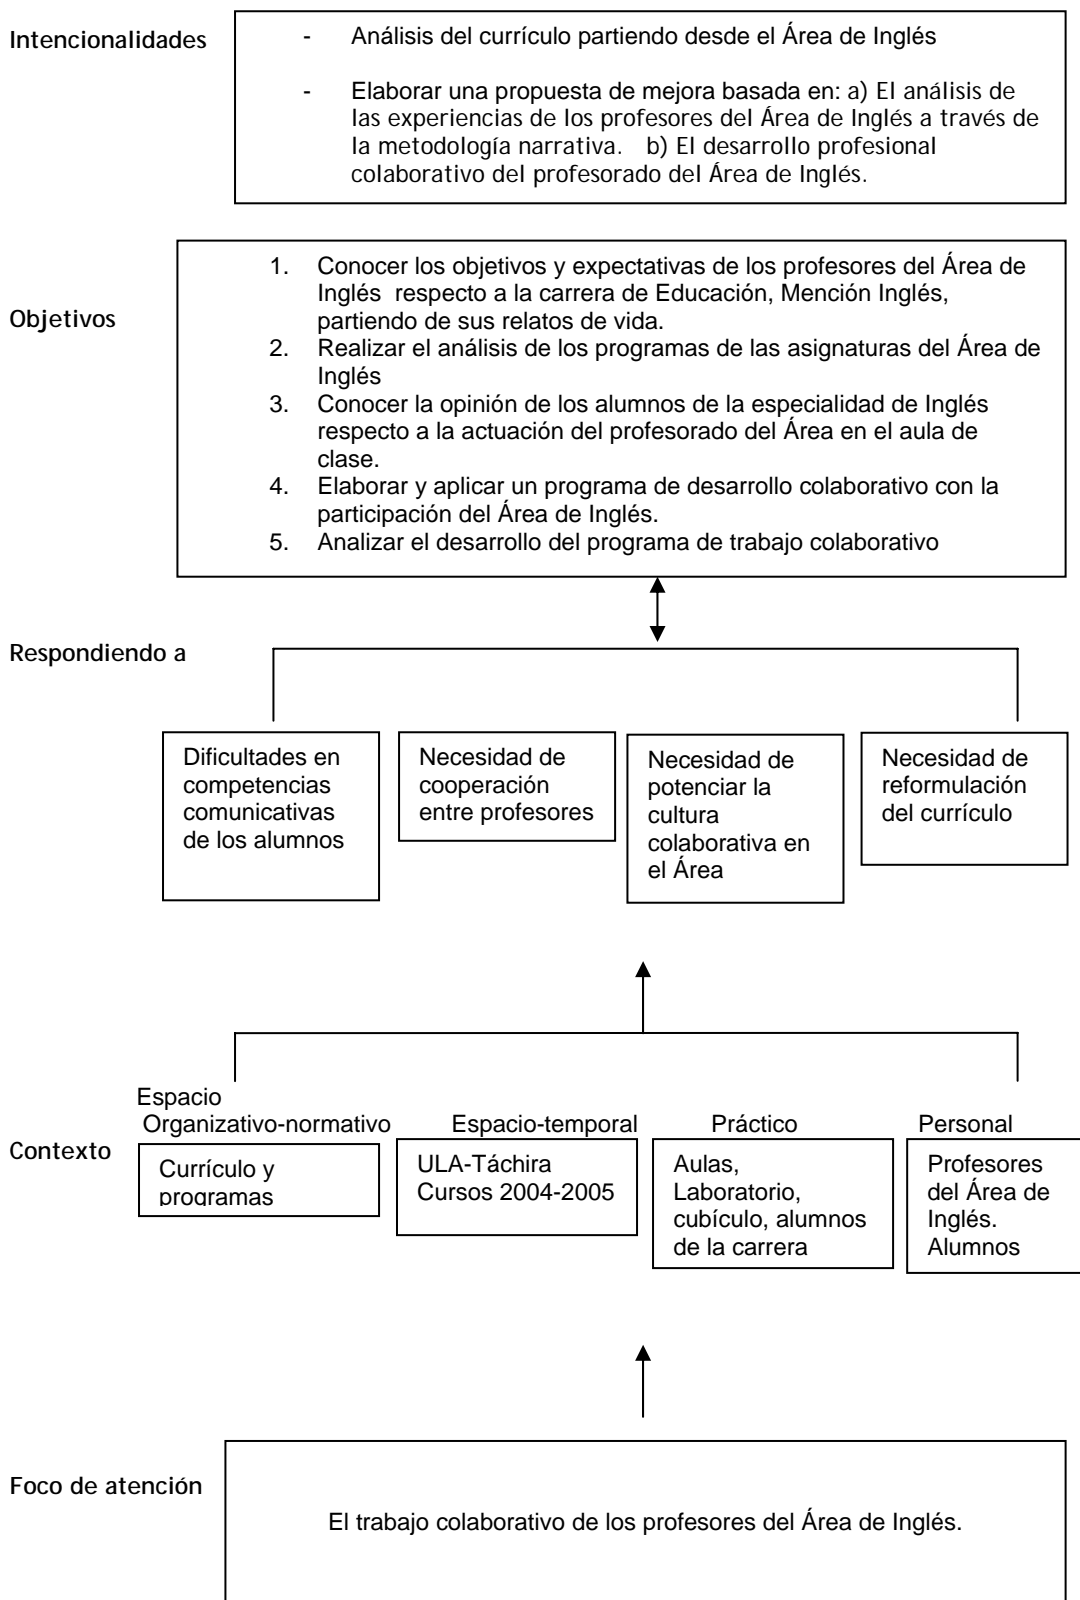 Intencionalidades
- Análisis del currículo partiendo desde el Área de Inglés
- Elaborar una propuesta de mejora basada en: a) El análisis de
las experiencias de los profesores del Área de Inglés a través de
la metodología narrativa. b) El desarrollo profesional
colaborativo del profesorado del Área de Inglés.
Objetivos
1. Conocer los objetivos y expectativas de los profesores del Área de
Inglés respecto a la carrera de Educación, Mención Inglés,
partiendo de sus relatos de vida.
2. Realizar el análisis de los programas de las asignaturas del Área de
Inglés
3. Conocer la opinión de los alumnos de la especialidad de Inglés
respecto a la actuación del profesorado del Área en el aula de
clase.
4. Elaborar y aplicar un programa de desarrollo colaborativo con la
participación del Área de Inglés.
5. Analizar el desarrollo del programa de trabajo colaborativo
Respondiendo a
Dificultades en
competencias
comunicativas
de los alumnos
Necesidad de
cooperación
entre profesores
Necesidad de
potenciar la
cultura
colaborativa en
el Área
Necesidad de
reformulación
del currículo
Contexto
Espacio
Organizativo-normativo
Currículo y
programas
Espacio-temporal
ULA-Táchira
Cursos 2004-2005
Práctico
Aulas,
Laboratorio,
cubículo, alumnos
de la carrera
Personal
Profesores
del Área de
Inglés.
Alumnos
Foco de atención
El trabajo colaborativo de los profesores del Área de Inglés.